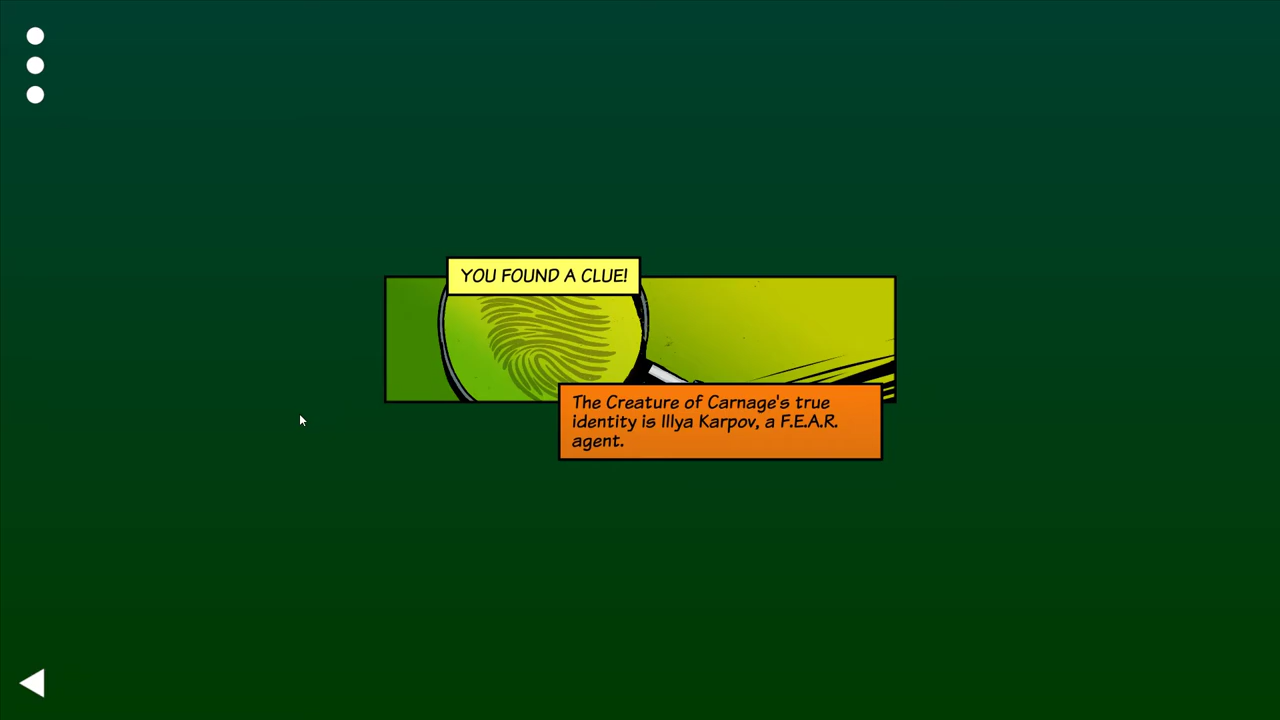 YOU FOUND A CLUE!
The Creature of Carnage's true
identity is Illya Karpov, a F.E.A.R.
agent.